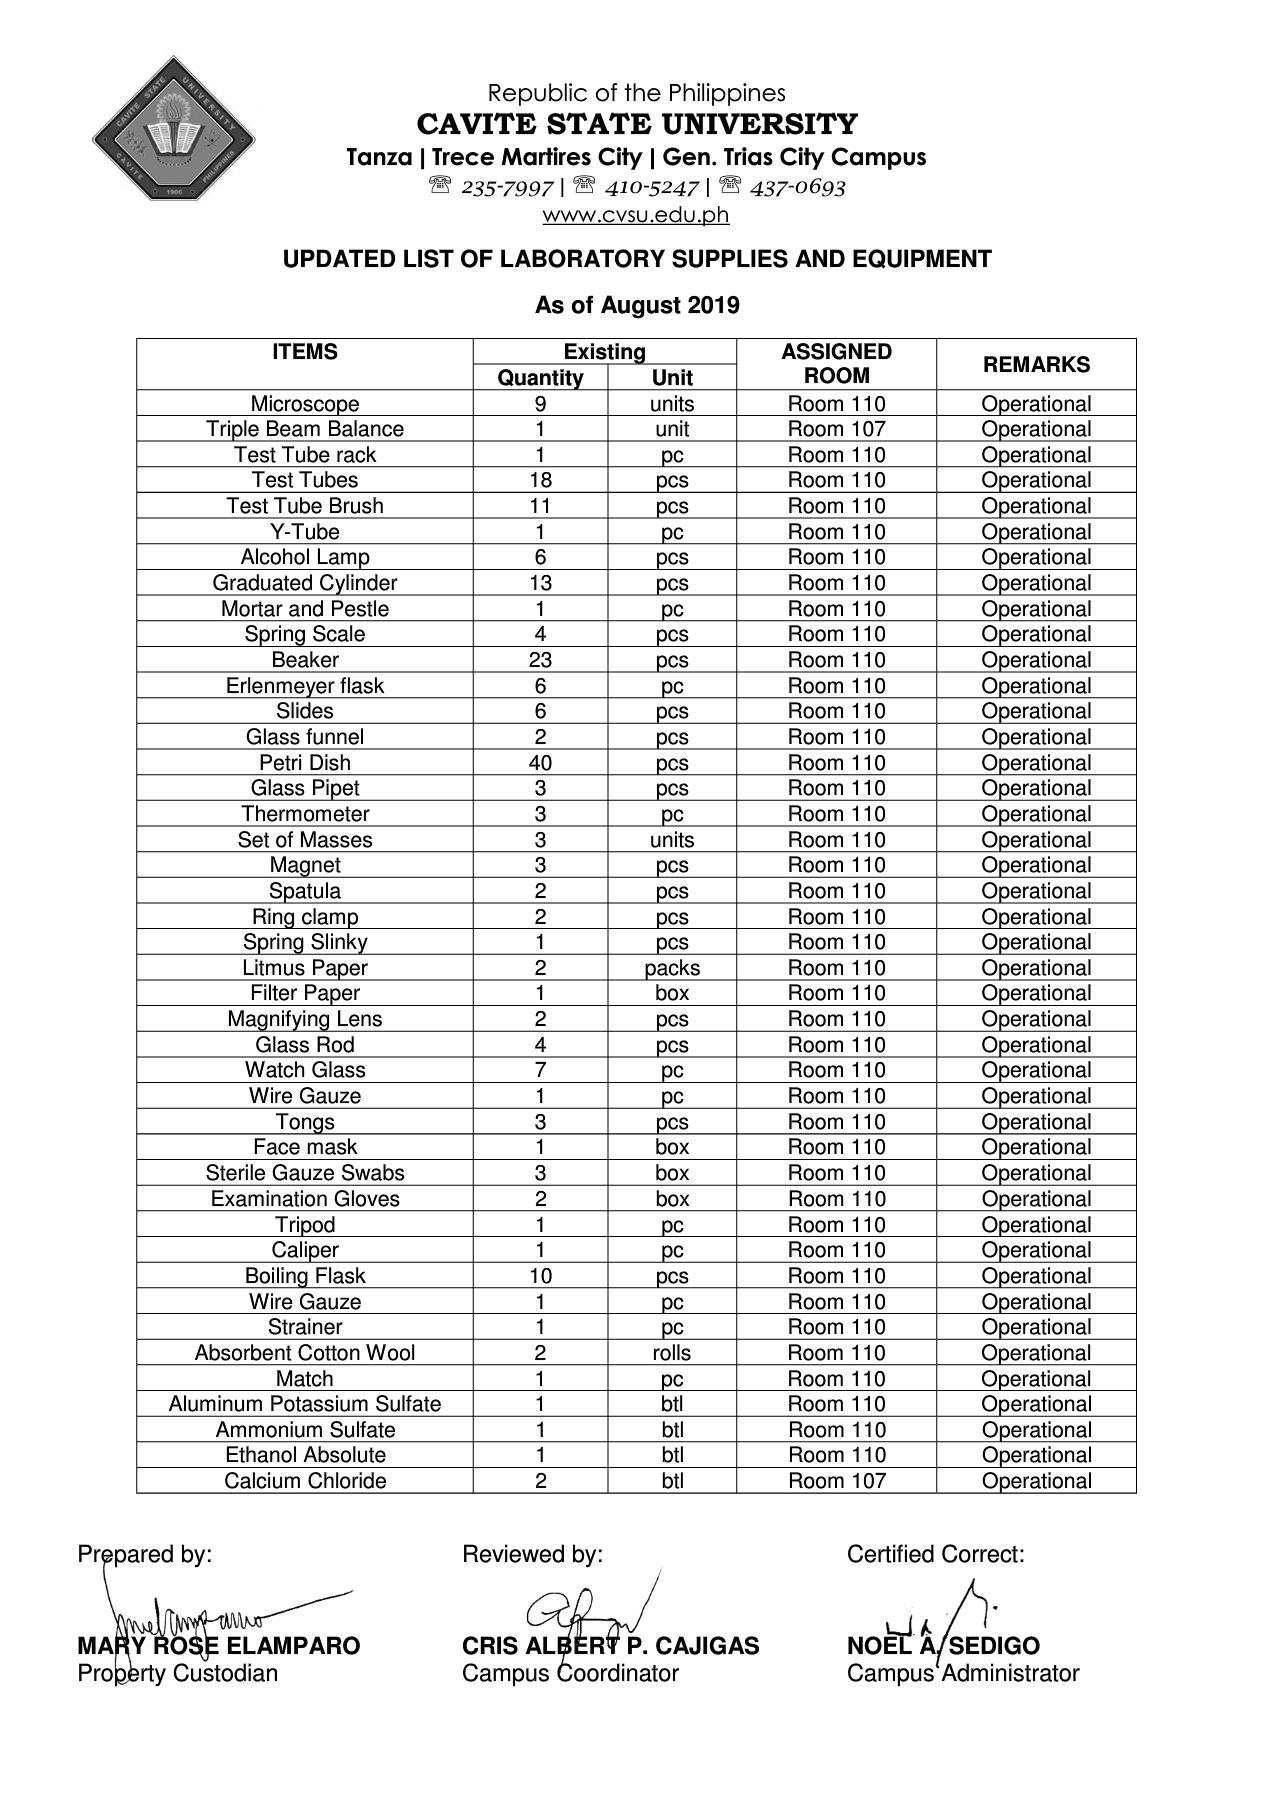 CAVITE STATE UNIVERSITY
CAVITE PHILIPPINES
1906
Republic of the Philippines
CAVITE STATE UNIVERSITY
Tanza | Trece Martires City | Gen. Trias City Campus
☏ 235-7997 | ☏ 410-5247 | ☏ 437-0693
www.cvsu.edu.ph
UPDATED LIST OF LABORATORY SUPPLIES AND EQUIPMENT
As of August 2019
ITEMS Existing ASSIGNED ROOM REMARKS
Quantity Unit
Microscope 9 units Room 110 Operational
Triple Beam Balance 1 unit Room 107 Operational
Test Tube rack 1 pc Room 110 Operational
Test Tubes 18 pcs Room 110 Operational
Test Tube Brush 11 pcs Room 110 Operational
Y-Tube 1 pc Room 110 Operational
Alcohol Lamp 6 pcs Room 110 Operational
Graduated Cylinder 13 pcs Room 110 Operational
Mortar and Pestle 1 pc Room 110 Operational
Spring Scale 4 pcs Room 110 Operational
Beaker 23 pcs Room 110 Operational
Erlenmeyer flask 6 pc Room 110 Operational
Slides 6 pcs Room 110 Operational
Glass funnel 2 pcs Room 110 Operational
Petri Dish 40 pcs Room 110 Operational
Glass Pipet 3 pcs Room 110 Operational
Thermometer 3 pc Room 110 Operational
Set of Masses 3 units Room 110 Operational
Magnet 3 pcs Room 110 Operational
Spatula 2 pcs Room 110 Operational
Ring clamp 2 pcs Room 110 Operational
Spring Slinky 1 pcs Room 110 Operational
Litmus Paper 2 packs Room 110 Operational
Filter Paper 1 box Room 110 Operational
Magnifying Lens 2 pcs Room 110 Operational
Glass Rod 4 pcs Room 110 Operational
Watch Glass 7 pc Room 110 Operational
Wire Gauze 1 pc Room 110 Operational
Tongs 3 pcs Room 110 Operational
Face mask 1 box Room 110 Operational
Sterile Gauze Swabs 3 box Room 110 Operational
Examination Gloves 2 box Room 110 Operational
Tripod 1 pc Room 110 Operational
Caliper 1 pc Room 110 Operational
Boiling Flask 10 pcs Room 110 Operational
Wire Gauze 1 pc Room 110 Operational
Strainer 1 pc Room 110 Operational
Absorbent Cotton Wool 2 rolls Room 110 Operational
Match 1 pc Room 110 Operational
Aluminum Potassium Sulfate 1 btl Room 110 Operational
Ammonium Sulfate 1 btl Room 110 Operational
Ethanol Absolute 1 btl Room 110 Operational
Calcium Chloride 2 btl Room 107 Operational
Prepared by: Reviewed by: Certified Correct:
MARY ROSE ELAMPARO CRIS ALBERT P. CAJIGAS NOEL A. SEDIGO
Property Custodian Campus Coordinator Campus Administrator